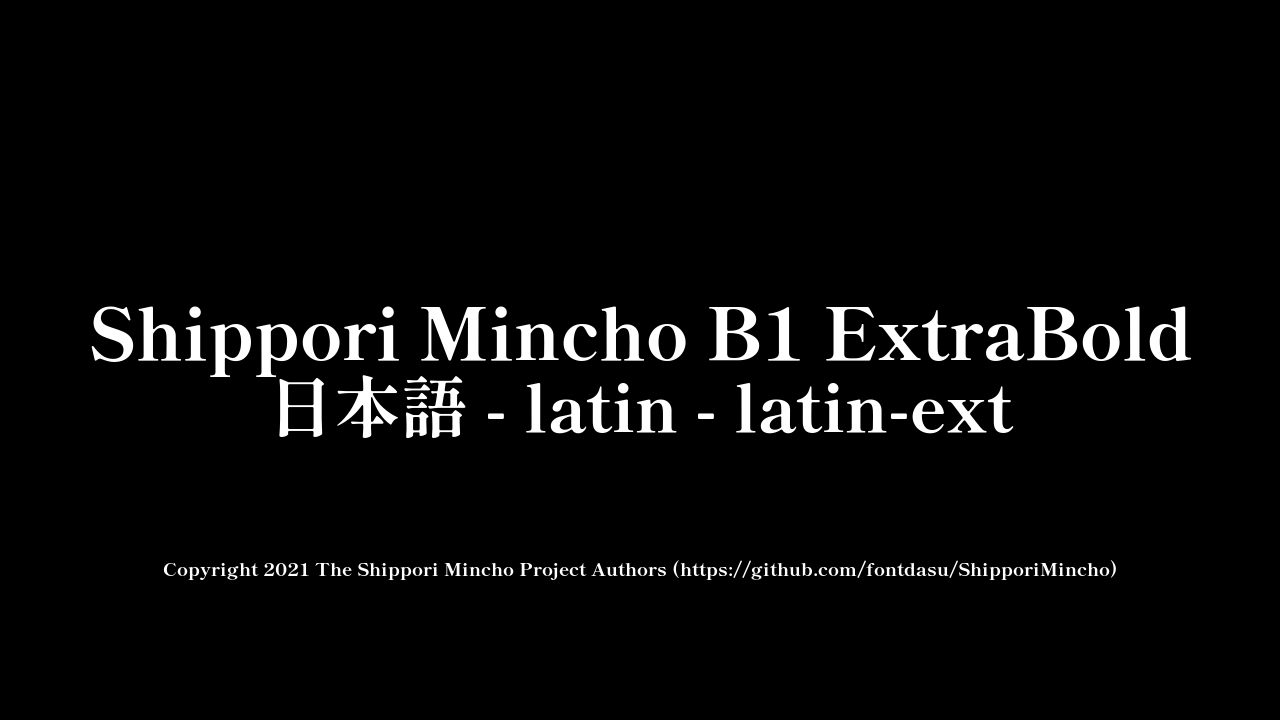 Shippori Mincho B1 ExtraBold
日本語 - latin - latin-ext
Copyright 2021 The Shippori Mincho Project Authors (https://github.com/fontdasu/ShipporiMincho)